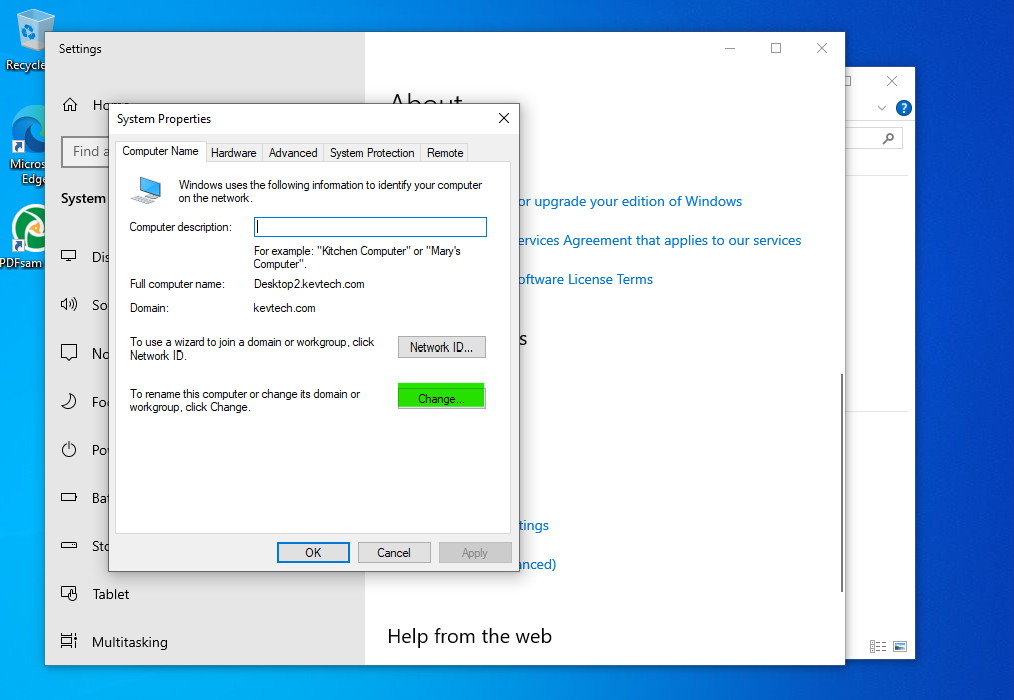 Recycle
Micros
Edge
PDFsam
Settings
Home
Find a
System
Dis
So
No
Foc
Po
Bat
Sto
Tablet
Multitasking
About
or upgrade your edition of Windows
ervices Agreement that applies to our services
oftware License Terms
s
tings
anced)
Help from the web
?
System Properties
Computer Name
Hardware
Advanced
System Protection
Remote
Windows uses the following information to identify your computer
on the network.
Computer description:
For example: "Kitchen Computer" or "Mary's
Computer".
Full computer name:
Desktop2.kevtech.com
Domain:
kevtech.com
To use a wizard to join a domain or workgroup, click
Network ID.
Network ID...
To rename this computer or change its domain or
workgroup, click Change.
Change...
OK
Cancel
Apply